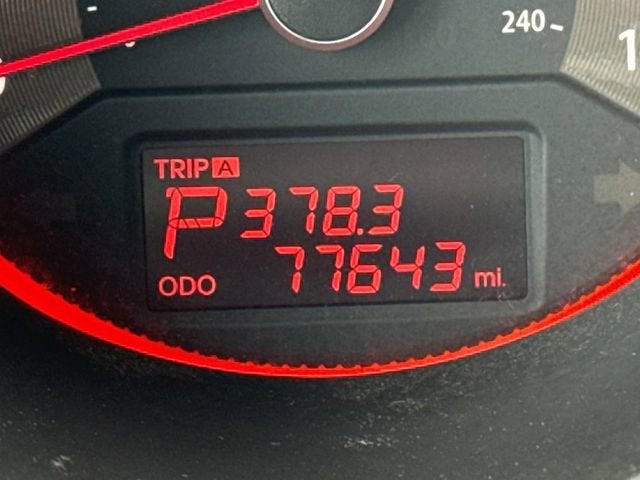 240
TRIP A
P 378.3
77643 mi.
ODO